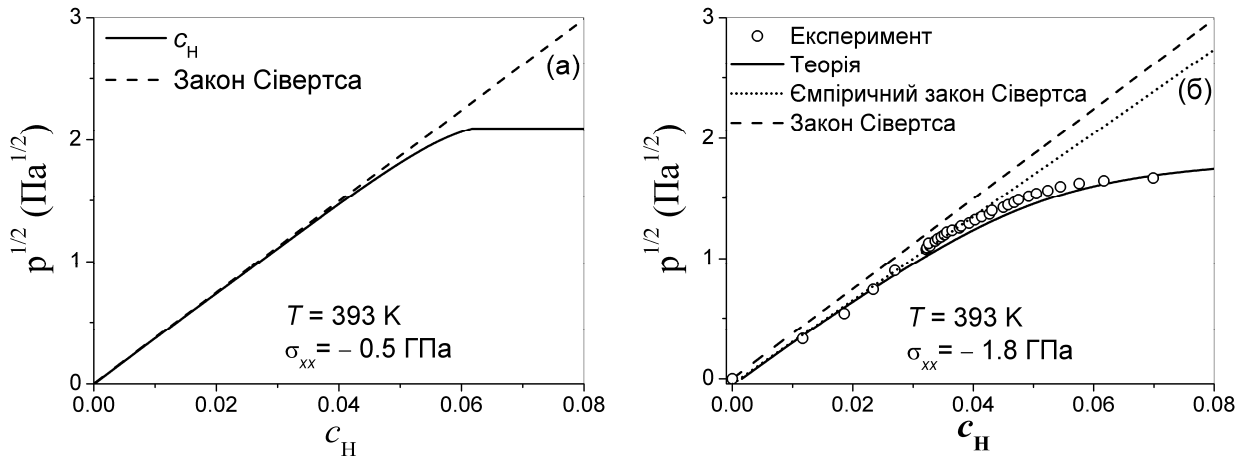 3
2
1
0
p^1/2 (Па^1/2)
c_H
Закон Сівертса
(а)
T = 393 K
σ_xx = – 0.5 ГПа
0.00 0.02 0.04 0.06 0.08
c_H
3
2
1
0
p^1/2 (Па^1/2)
Експеримент
Теорія
Ємпіричний закон Сівертса
Закон Сівертса
(б)
T = 393 K
σ_xx = – 1.8 ГПа
0.00 0.02 0.04 0.06 0.08
c_H